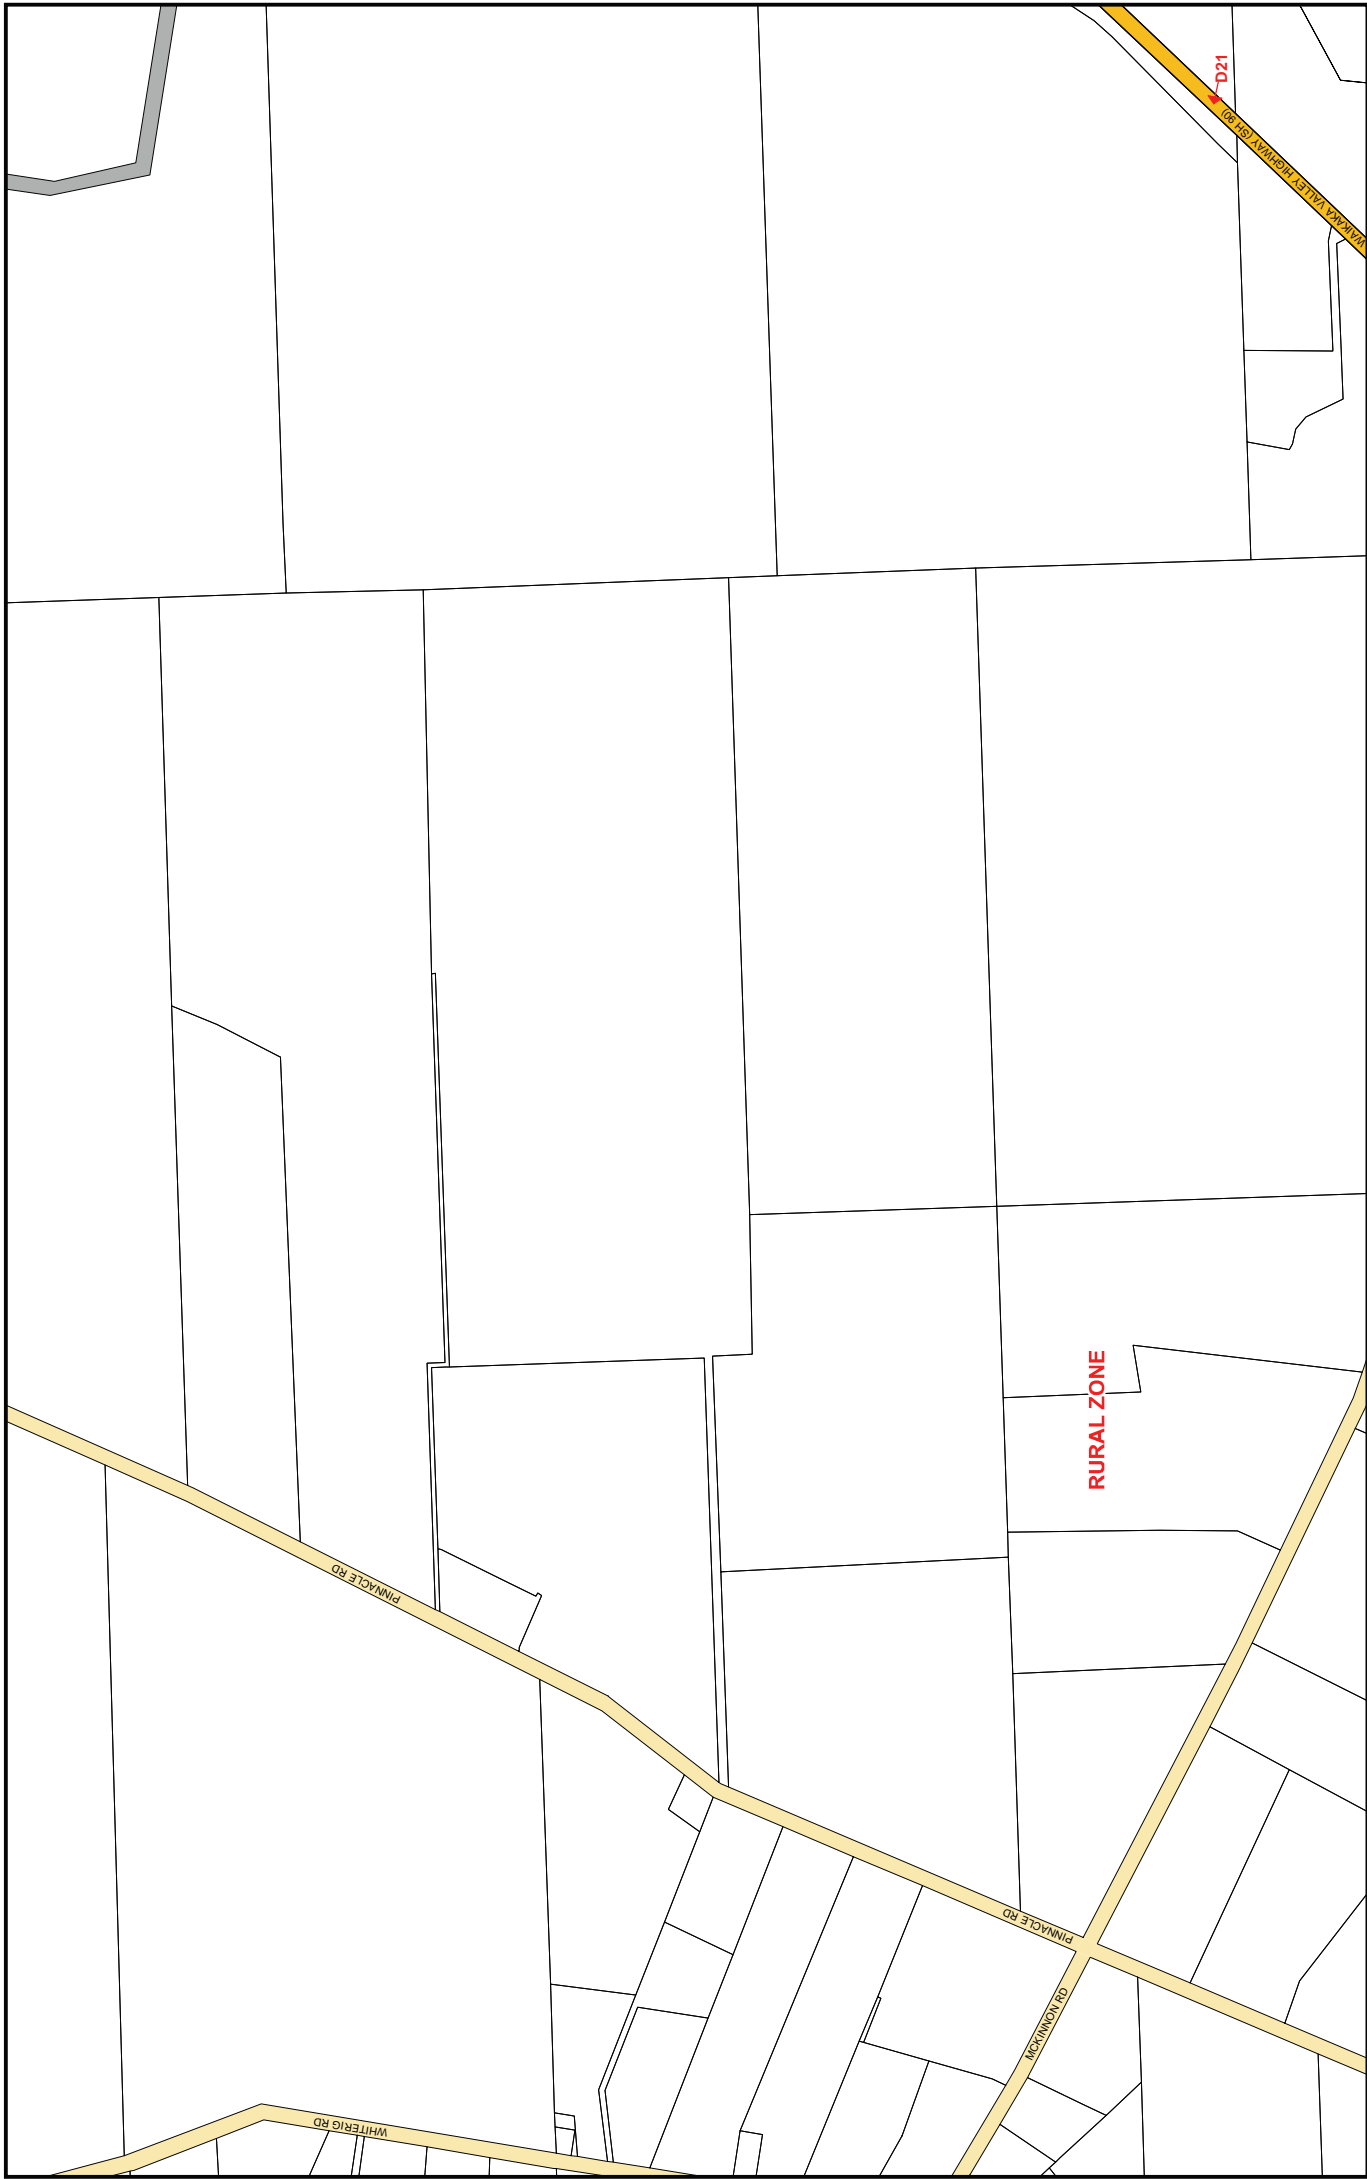 D21
WAIKAKA VALLEY HIGHWAY (SH 90)
RURAL ZONE
PINNACLE RD
PINNACLE RD
MCKINNON RD
WHITERIG RD